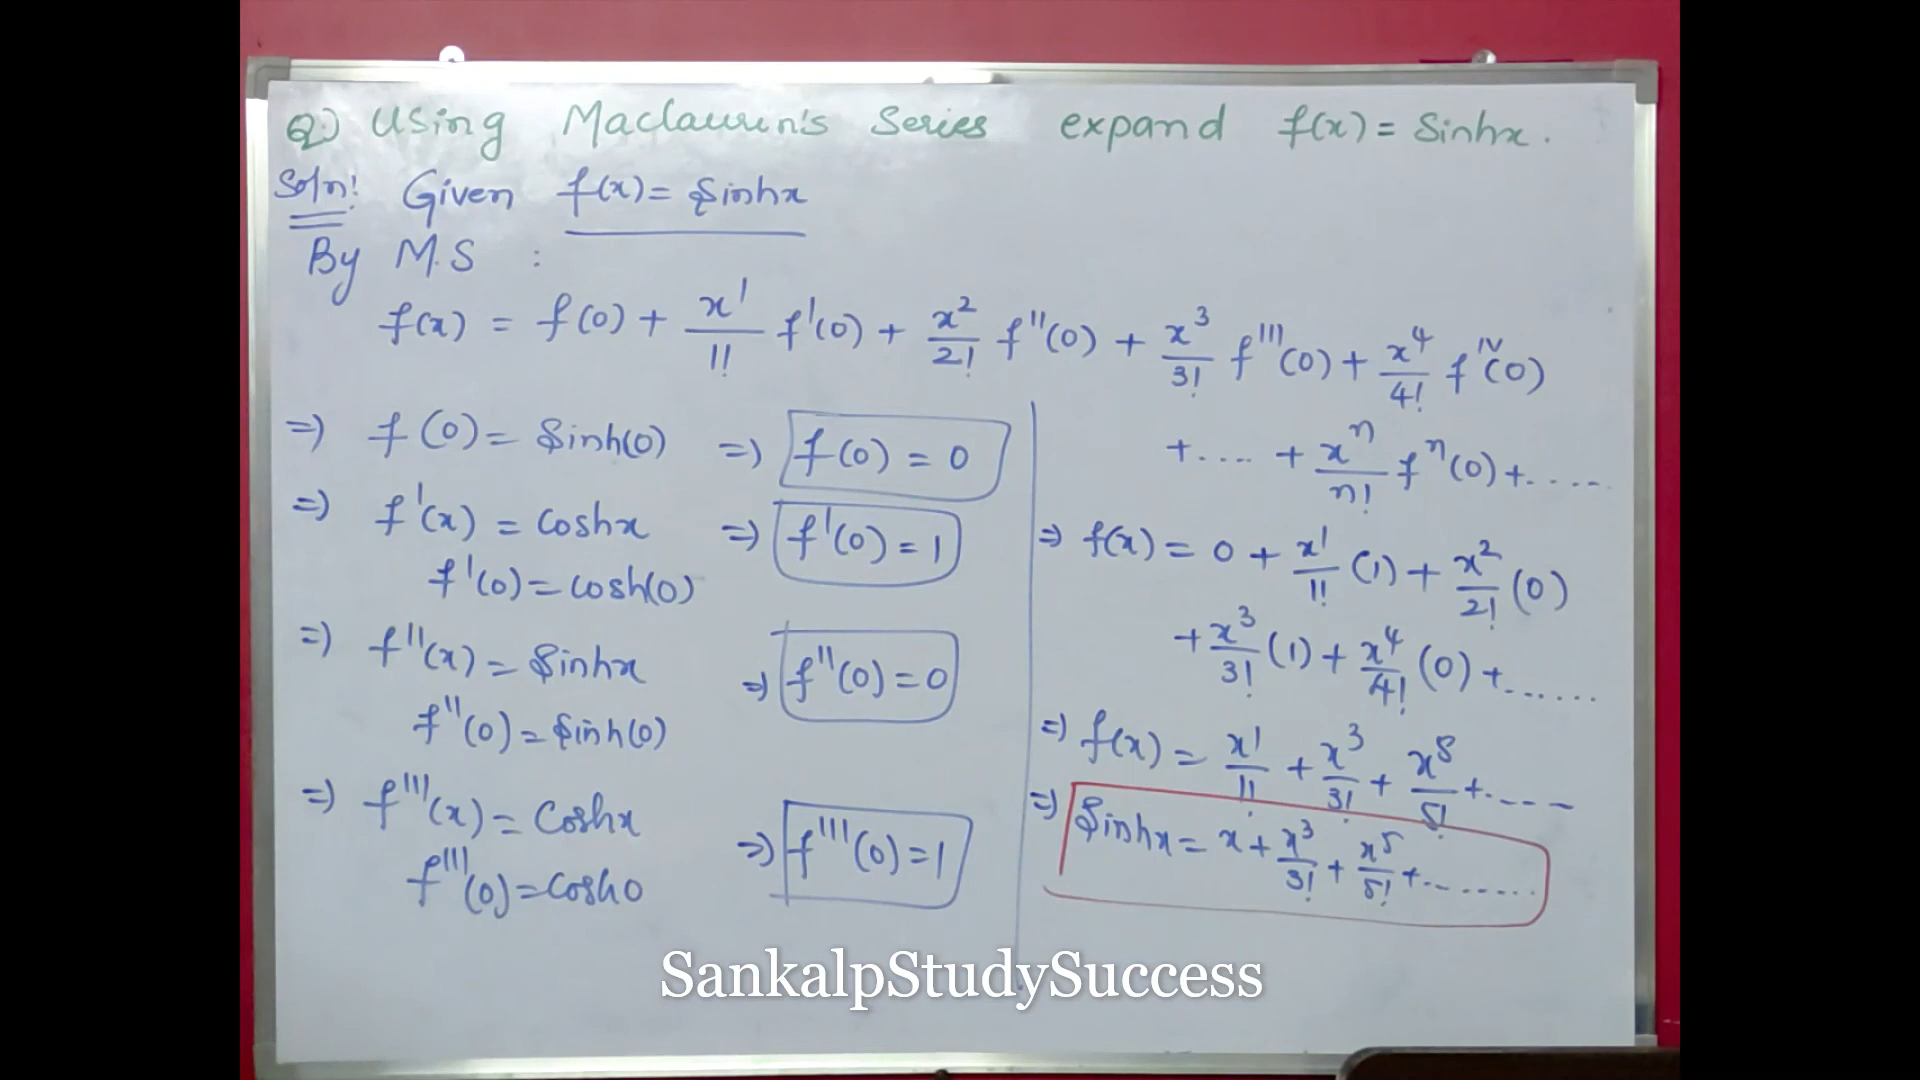 Q) Using Maclaurin's Series expand f(x) = Sinhx.
Soln! Given f(x) = Sinhx
By M.S :
f(x) = f(0) + x¹/1! f'(0) + x²/2! f''(0) + x³/3! f'''(0) + x⁴/4! fⁱⱽ(0)
+ .... + xⁿ/n! fⁿ(0) + .....
⇒ f(0) = Sinh(0) ⇒ f(0) = 0
⇒ f'(x) = Coshx ⇒ f'(0) = 1
f'(0) = cosh(0)
⇒ f''(x) = Sinhx ⇒ f''(0) = 0
f''(0) = Sinh(0)
⇒ f'''(x) = Coshx ⇒ f'''(0) = 1
f'''(0) = Cosh0
⇒ f(x) = 0 + x¹/1! (1) + x²/2! (0)
+ x³/3! (1) + x⁴/4! (0) + ......
⇒ f(x) = x¹/1! + x³/3! + x⁵/5! + .....
⇒ Sinhx = x + x³/3! + x⁵/5! + ........
SankalpStudySuccess